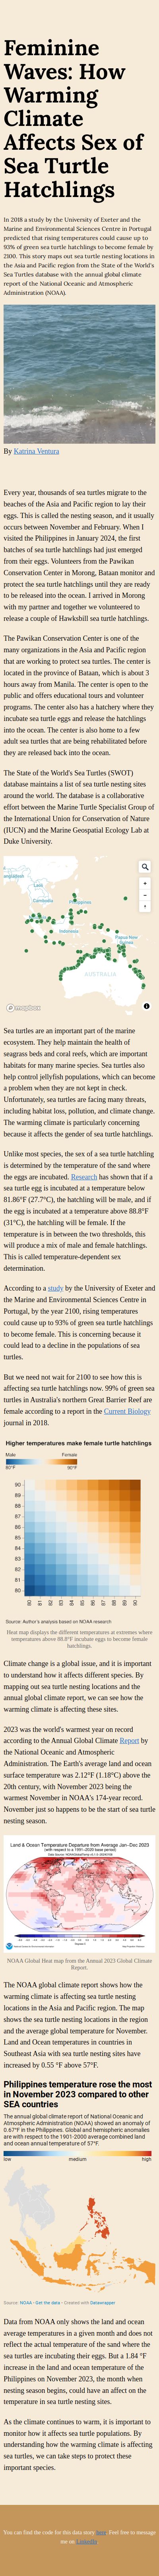 Feminine
Waves: How
Warming
Climate
Affects Sex of
Sea Turtle
Hatchlings
In 2018 a study by the University of Exeter and the
Marine and Environmental Sciences Centre in Portugal
predicted that rising temperatures could cause up to
93% of green sea turtle hatchlings to become female by
2100. This story maps out sea turtle nesting locations in
the Asia and Pacific region from the State of the World's
Sea Turtles database with the annual global climate
report of the National Oceanic and Atmospheric
Administration (NOAA).
By Katrina Ventura
Every year, thousands of sea turtles migrate to the
beaches of the Asia and Pacific region to lay their
eggs. This is called the nesting season, and it usually
occurs between November and February. When I
visited the Philippines in January 2024, the first
batches of sea turtle hatchlings had just emerged
from their eggs. Volunteers from the Pawikan
Conservation Center in Morong, Bataan monitor and
protect the sea turtle hatchlings until they are ready
to be released into the ocean. I arrived in Morong
with my partner and together we volunteered to
release a couple of Hawksbill sea turtle hatchlings.
The Pawikan Conservation Center is one of the
many organizations in the Asia and Pacific region
that are working to protect sea turtles. The center is
located in the province of Bataan, which is about 3
hours away from Manila. The center is open to the
public and offers educational tours and volunteer
programs. The center also has a hatchery where they
incubate sea turtle eggs and release the hatchlings
into the ocean. The center is also home to a few
adult sea turtles that are being rehabilitated before
they are released back into the ocean.
The State of the World's Sea Turtles (SWOT)
database maintains a list of sea turtle nesting sites
around the world. The database is a collaborative
effort between the Marine Turtle Specialist Group of
the International Union for Conservation of Nature
(IUCN) and the Marine Geospatial Ecology Lab at
Duke University.
Laos
Cambodia
Philippines
Indonesia
Papua New
Guinea
AUSTRALIA
mapbox
Sea turtles are an important part of the marine
ecosystem. They help maintain the health of
seagrass beds and coral reefs, which are important
habitats for many marine species. Sea turtles also
help control jellyfish populations, which can become
a problem when they are not kept in check.
Unfortunately, sea turtles are facing many threats,
including habitat loss, pollution, and climate change.
The warming climate is particularly concerning
because it affects the gender of sea turtle hatchlings.
Unlike most species, the sex of a sea turtle hatchling
is determined by the temperature of the sand where
the eggs are incubated. Research has shown that if a
sea turtle egg is incubated at a temperature below
81.86°F (27.7°C), the hatchling will be male, and if
the egg is incubated at a temperature above 88.8°F
(31°C), the hatchling will be female. If the
temperature is in between the two thresholds, this
will produce a mix of male and female hatchlings.
This is called temperature-dependent sex
determination.
According to a study by the University of Exeter and
the Marine and Environmental Sciences Centre in
Portugal, by the year 2100, rising temperatures
could cause up to 93% of green sea turtle hatchlings
to become female. This is concerning because it
could lead to a decline in the populations of sea
turtles.
But we need not wait for 2100 to see how this is
affecting sea turtle hatchlings now. 99% of green sea
turtles in Australia's northern Great Barrier Reef are
female according to a report in the Current Biology
journal in 2018.
Higher temperatures make female turtle hatchlings
Male Female
80°F 90°F
90
89
88
87
86
85
84
83
82
81
80
80 81 82 83 84 85 86 87 88 89 90
Source: Author's analysis based on NOAA research
Heat map displays the different temperatures at extremes where
temperatures above 88.8°F incubate eggs to become female
hatchlings.
Climate change is a global issue, and it is important
to understand how it affects different species. By
mapping out sea turtle nesting locations and the
annual global climate report, we can see how the
warming climate is affecting these sites.
2023 was the world's warmest year on record
according to the Annual Global Climate Report by
the National Oceanic and Atmospheric
Administration. The Earth's average land and ocean
surface temperature was 2.12°F (1.18°C) above the
20th century, with November 2023 being the
warmest November in NOAA's 174-year record.
November just so happens to be the start of sea turtle
nesting season.
Land & Ocean Temperature Departure from Average Jan–Dec 2023
(with respect to a 1991–2020 base period)
NOAA Global Heat map from the Annual 2023 Global Climate
Report.
The NOAA global climate report shows how the
warming climate is affecting sea turtle nesting
locations in the Asia and Pacific region. The map
shows the sea turtle nesting locations in the region
and the average global temperature for November.
Land and Ocean temperatures in countries in
Southeast Asia with sea turtle nesting sites have
increased by 0.55 °F above 57°F.
Philippines temperature rose the most
in November 2023 compared to other
SEA countries
The annual global climate report of National Oceanic and
Atmospheric Administration (NOAA) showed an anomaly of
0.67°F in the Philippines. Global and hemispheric anomalies
are with respect to the 1901-2000 average combined land
and ocean annual temperature of 57°F.
low medium high
Source: NOAA · Get the data · Created with Datawrapper
Data from NOAA only shows the land and ocean
average temperatures in a given month and does not
reflect the actual temperature of the sand where the
sea turtles are incubating their eggs. But a 1.84 °F
increase in the land and ocean temperature of the
Philippines on November 2023, the month when
nesting season begins, could have an affect on the
temperature in sea turtle nesting sites.
As the climate continues to warm, it is important to
monitor how it affects sea turtle populations. By
understanding how the warming climate is affecting
sea turtles, we can take steps to protect these
important species.
You can find the code for this data story here. Feel free to message
me on LinkedIn.